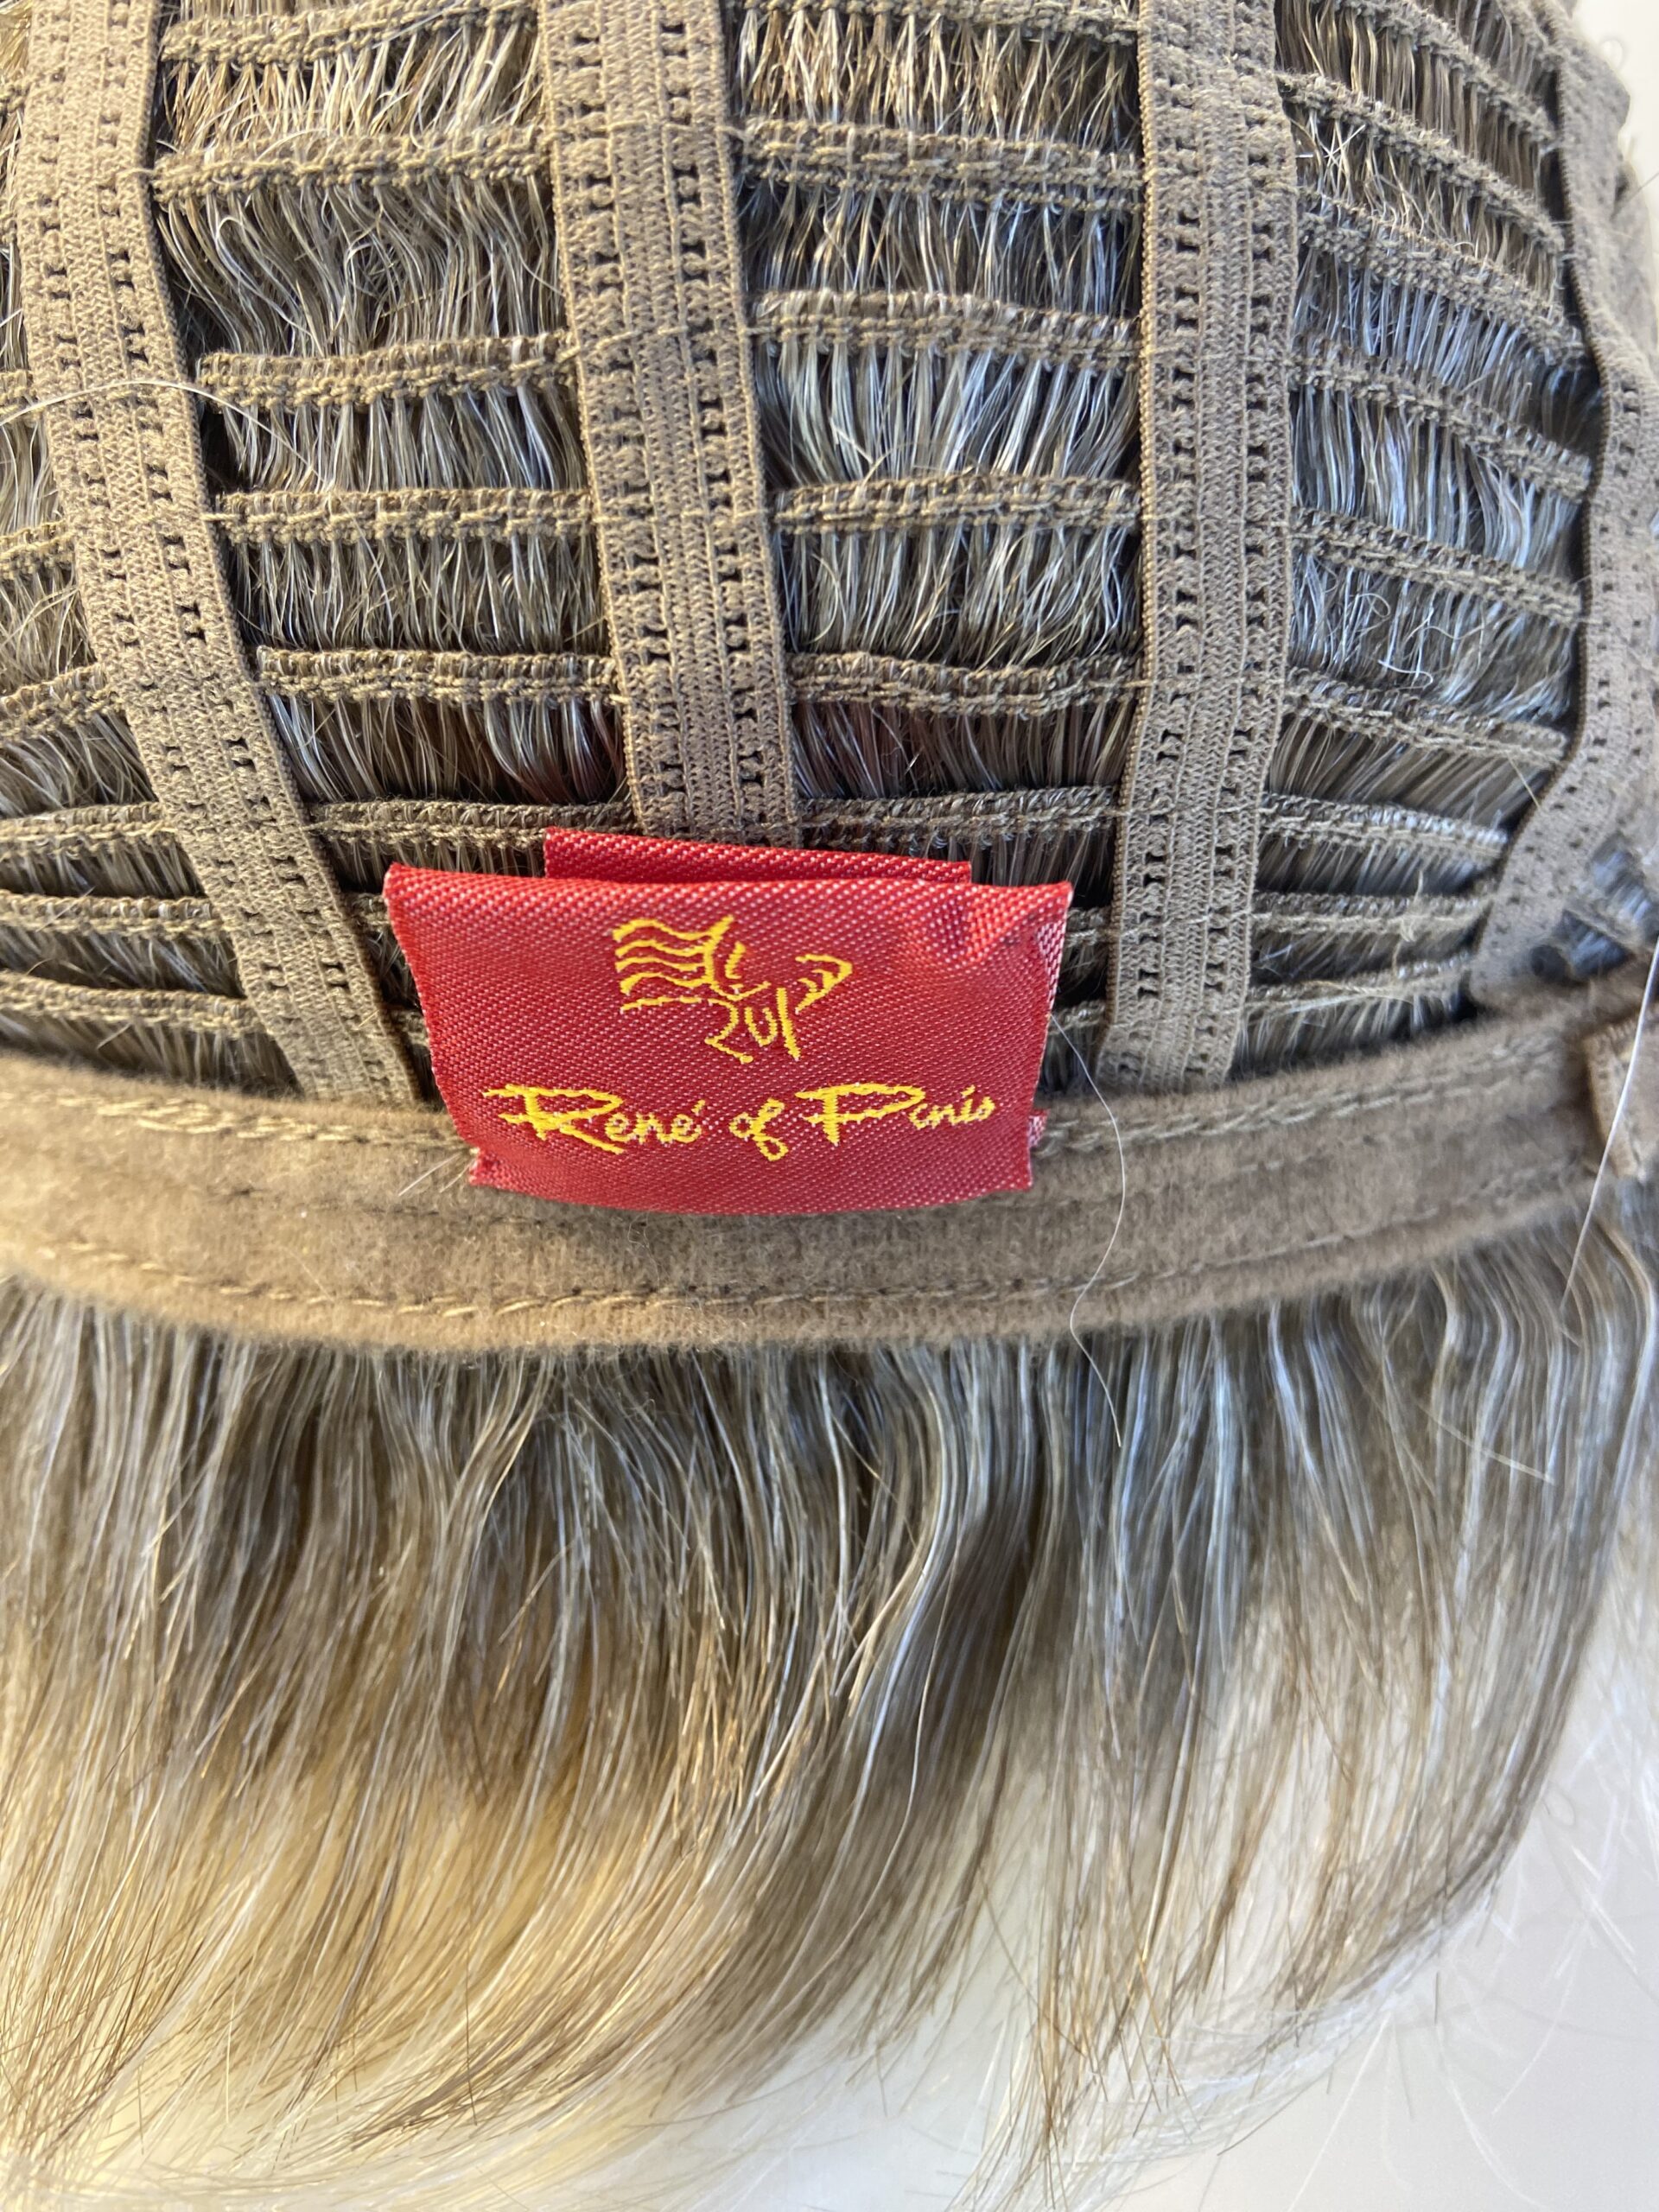 René of Paris